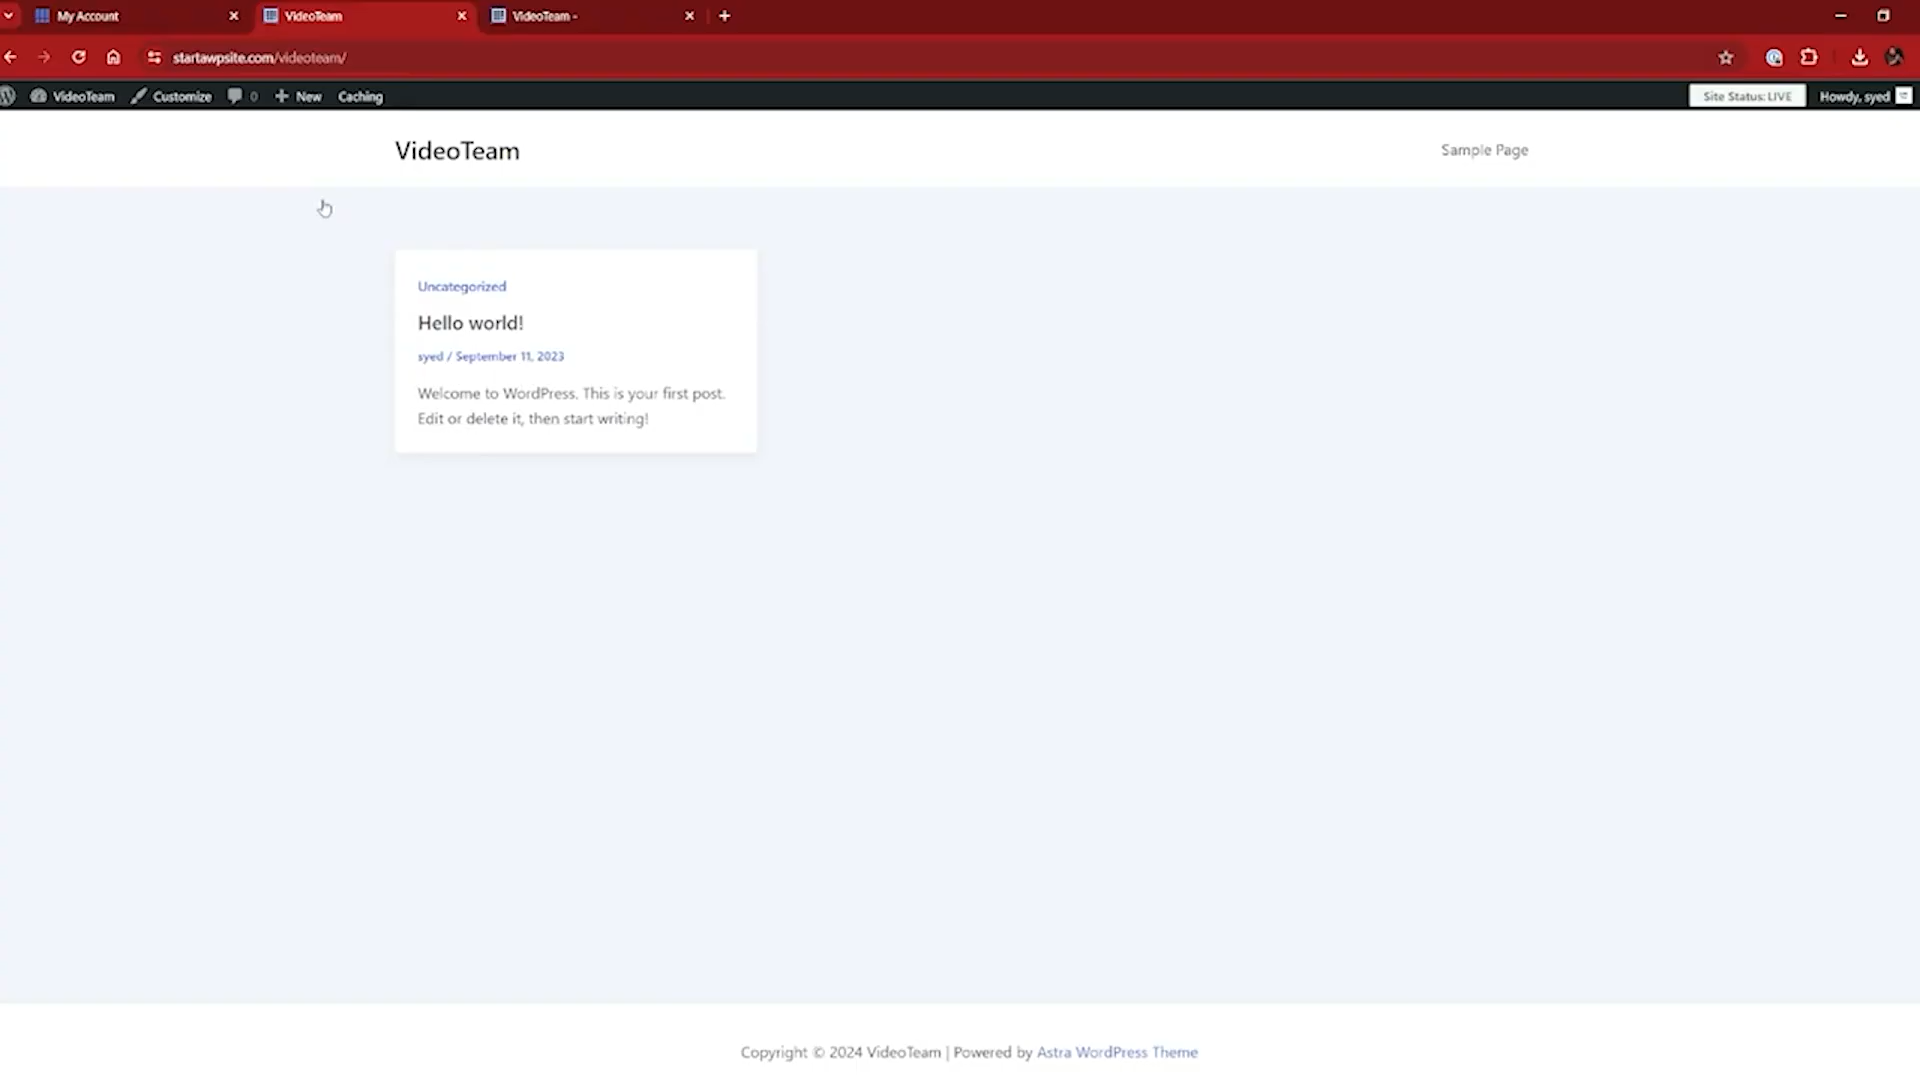 My Account
VideoTeam
VideoTeam -
startawpsite.com/videoteam/
VideoTeam
Customize
0
New
Caching
Site Status: LIVE
Howdy, syed
VideoTeam
Sample Page
Uncategorized
Hello world!
syed / September 11, 2023
Welcome to WordPress. This is your first post.
Edit or delete it, then start writing!
Copyright © 2024 VideoTeam | Powered by Astra WordPress Theme